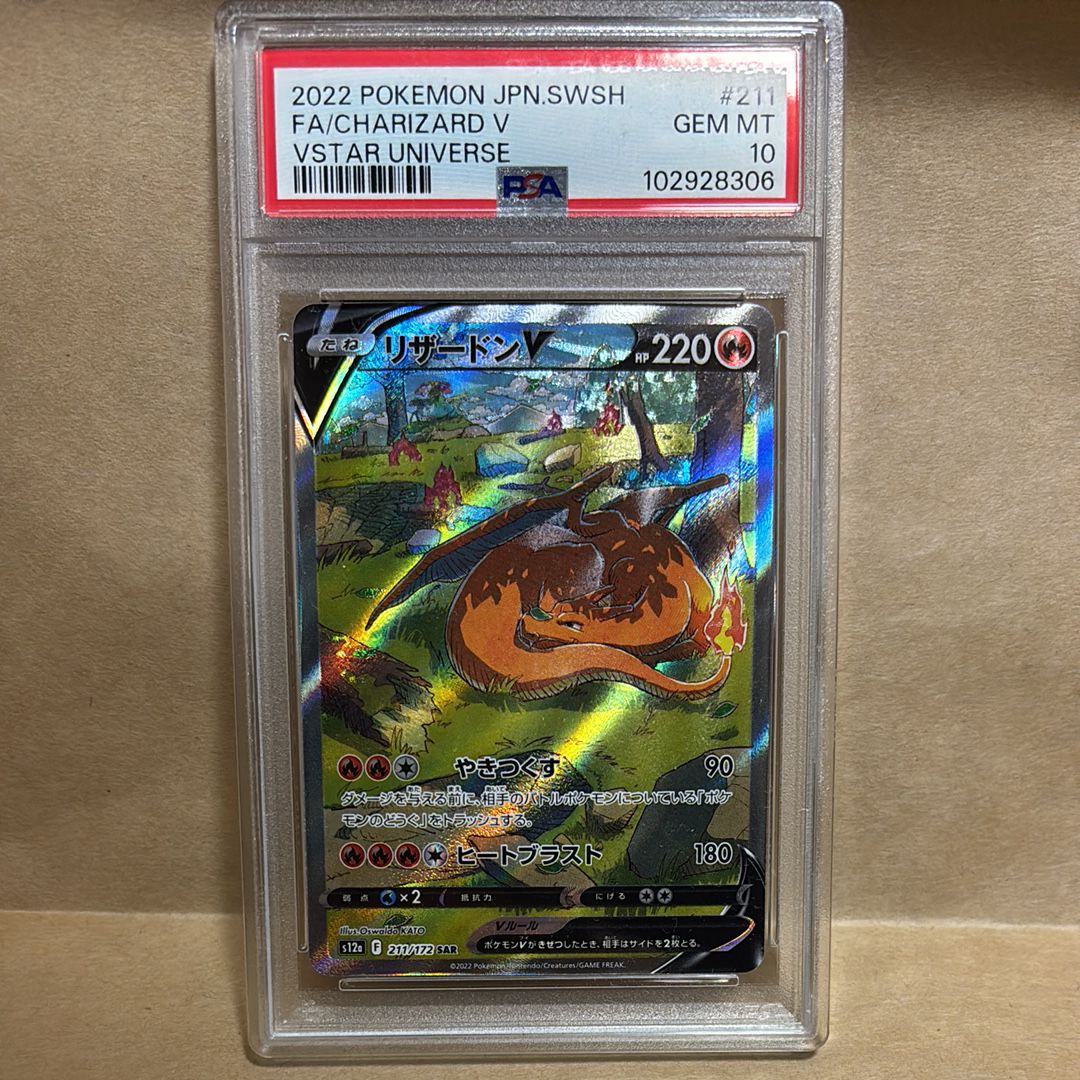 2022 POKEMON JPN.SWSH #211
FA/CHARIZARD V GEM MT
VSTAR UNIVERSE 10
PSA 102928306
たね リザードンV HP 220
やきつくす 90
ダメージを与える前に、相手のバトルポケモンについている「ポケ
モンのどうぐ」をトラッシュする。
ヒートブラスト 180
弱点 ×2 抵抗力 にげる
Illus. Oswaldo KATO
Vルール
s12a F 211/172 SAR
ポケモンVがきぜつしたとき、相手はサイドを2枚とる。
©2022 Pokémon/Nintendo/Creatures/GAME FREAK.